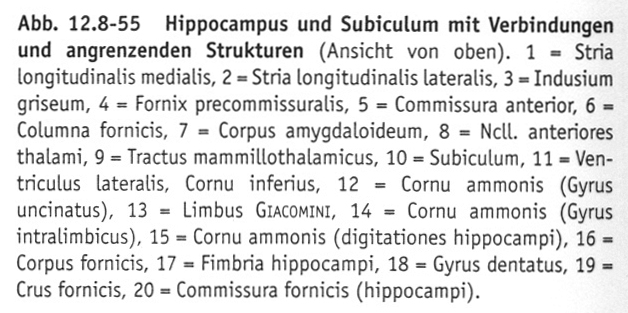 Abb. 12.8-55 Hippocampus und Subiculum mit Verbindungen
und angrenzenden Strukturen (Ansicht von oben). 1 = Stria
longitudinalis medialis, 2 = Stria longitudinalis lateralis, 3 = Indusium
griseum, 4 = Fornix precommissuralis, 5 = Commissura anterior, 6 =
Columna fornicis, 7 = Corpus amygdaloideum, 8 = Ncll. anteriores
thalami, 9 = Tractus mammillothalamicus, 10 = Subiculum, 11 = Ven-
triculus lateralis, Cornu inferius, 12 = Cornu ammonis (Gyrus
uncinatus), 13 = Limbus GIACOMINI, 14 = Cornu ammonis (Gyrus
intralimbicus), 15 = Cornu ammonis (digitationes hippocampi), 16 =
Corpus fornicis, 17 = Fimbria hippocampi, 18 = Gyrus dentatus, 19 =
Crus fornicis, 20 = Commissura fornicis (hippocampi).